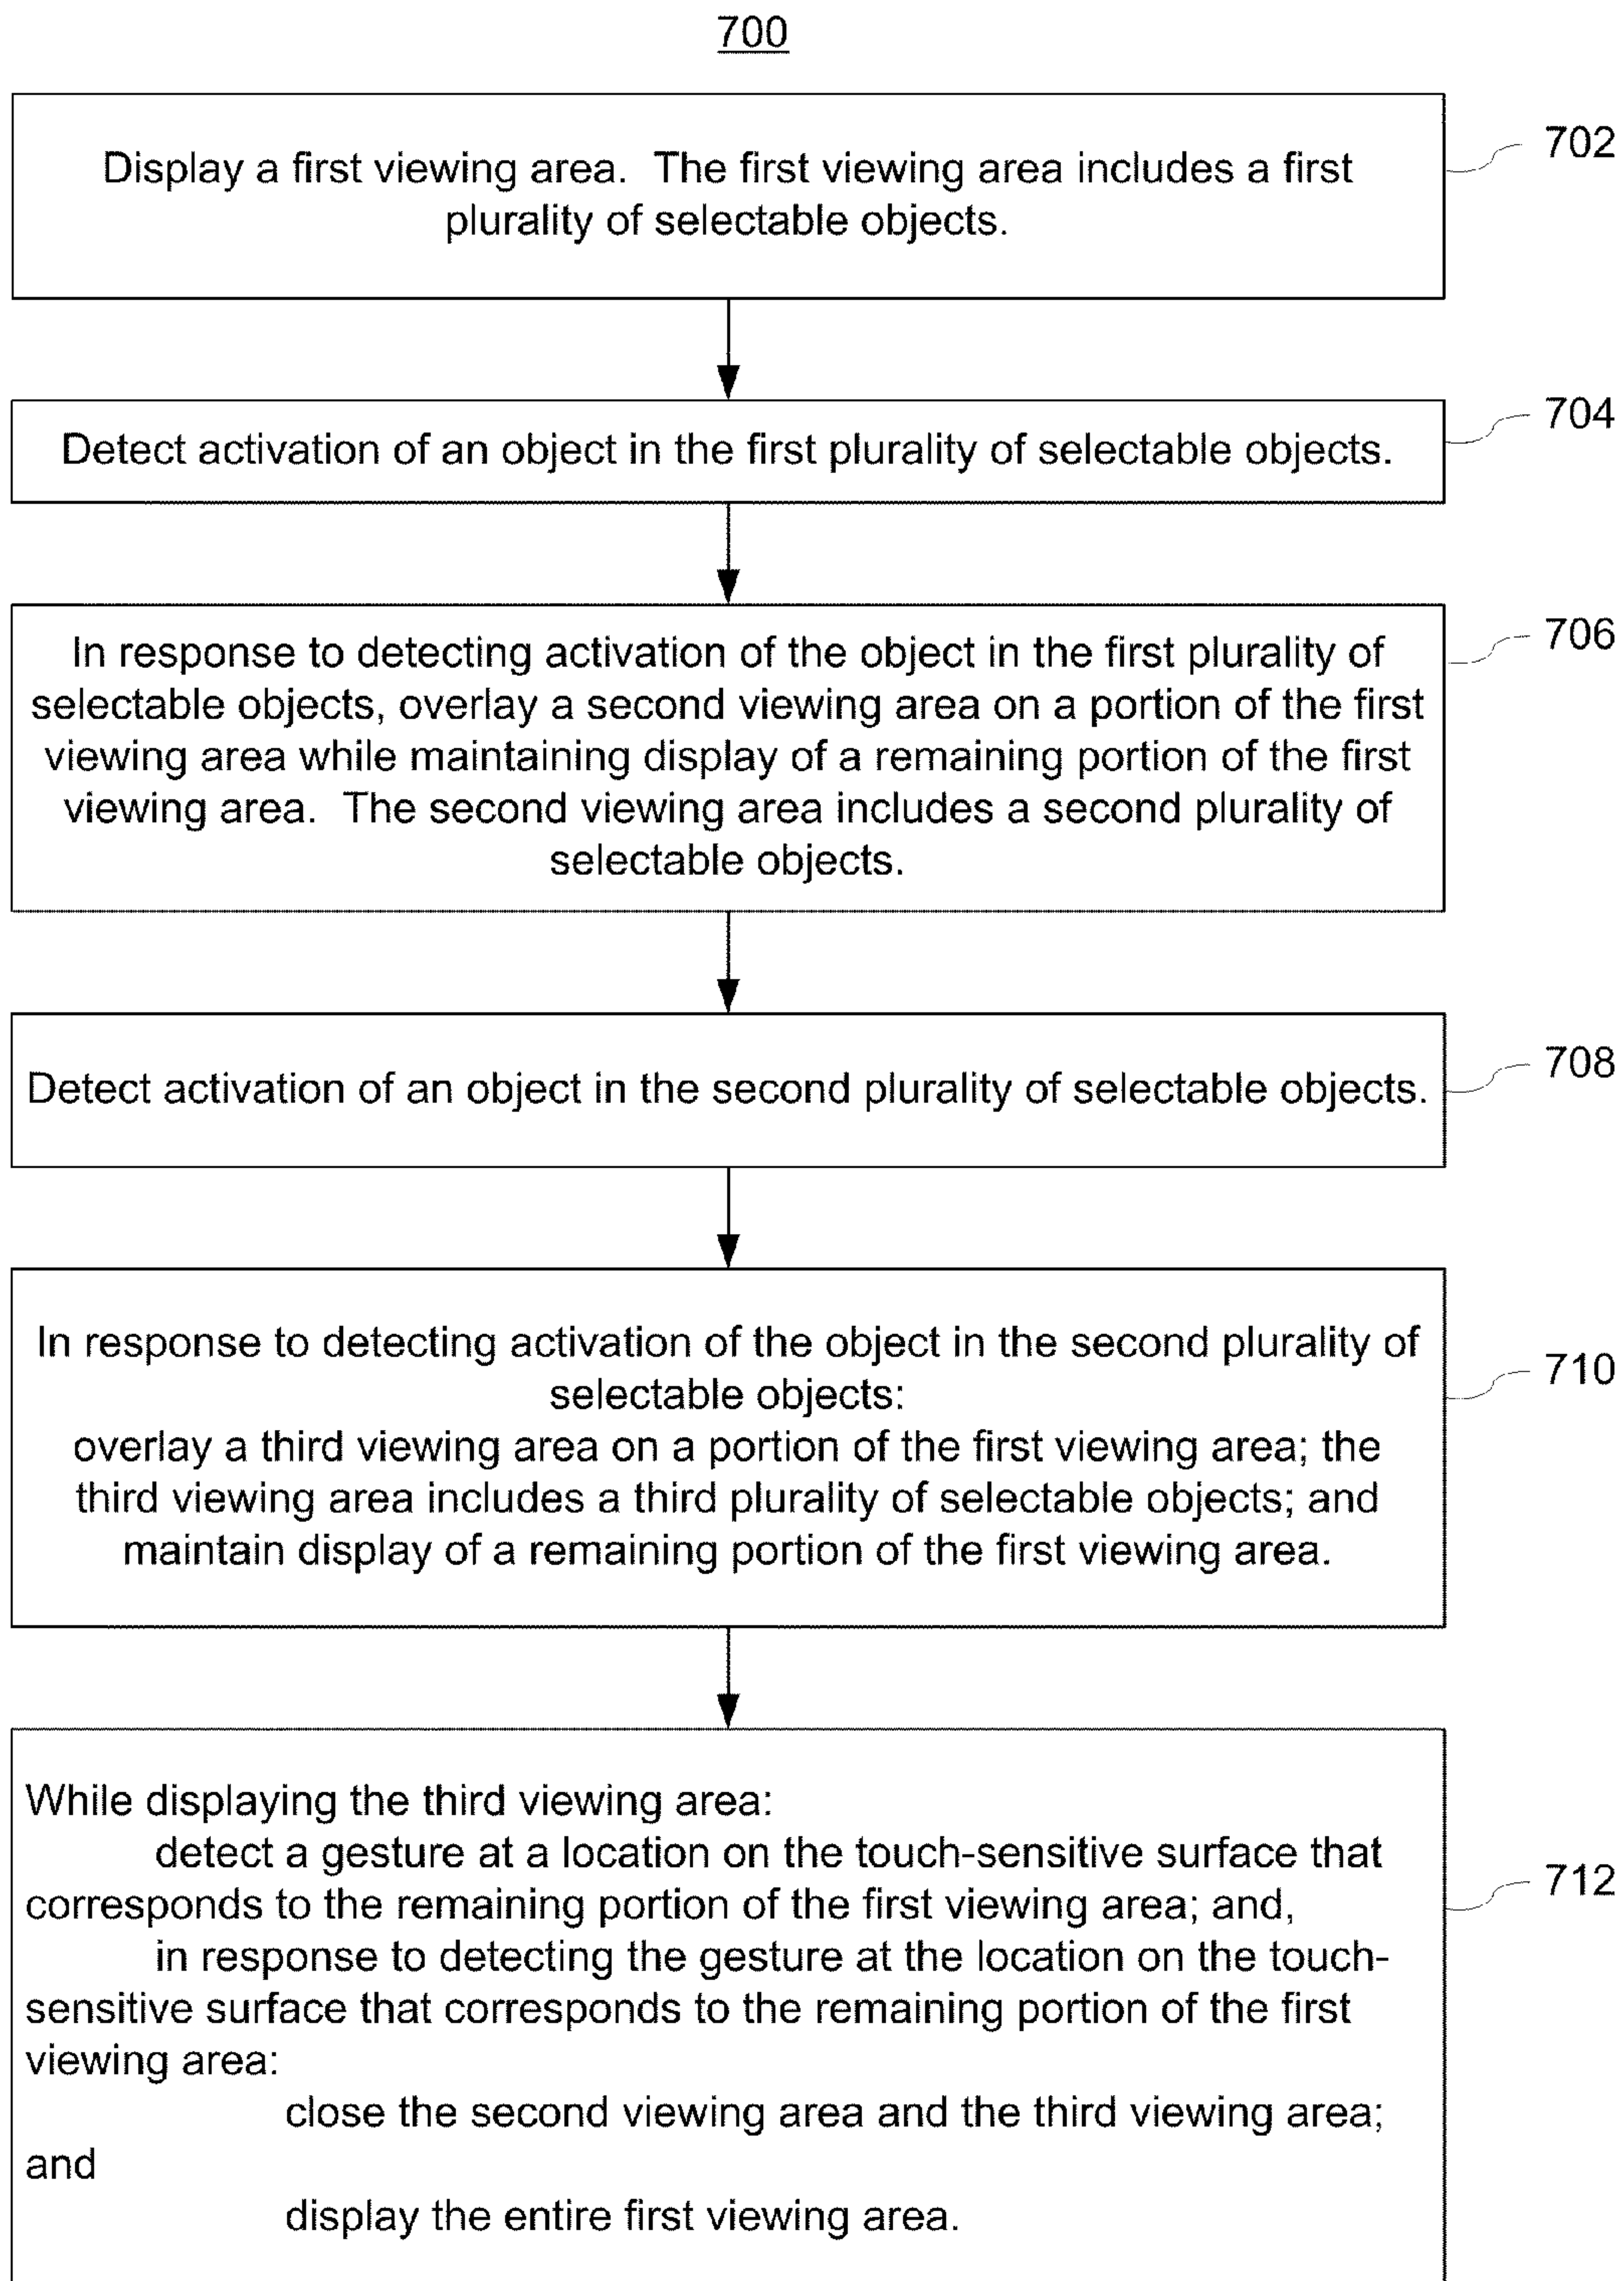 700
Display a first viewing area. The first viewing area includes a first
plurality of selectable objects.
702
Detect activation of an object in the first plurality of selectable objects.
704
In response to detecting activation of the object in the first plurality of
selectable objects, overlay a second viewing area on a portion of the first
viewing area while maintaining display of a remaining portion of the first
viewing area. The second viewing area includes a second plurality of
selectable objects.
706
Detect activation of an object in the second plurality of selectable objects.
708
In response to detecting activation of the object in the second plurality of
selectable objects:
overlay a third viewing area on a portion of the first viewing area; the
third viewing area includes a third plurality of selectable objects; and
maintain display of a remaining portion of the first viewing area.
710
While displaying the third viewing area:
detect a gesture at a location on the touch-sensitive surface that
corresponds to the remaining portion of the first viewing area; and,
in response to detecting the gesture at the location on the touch-
sensitive surface that corresponds to the remaining portion of the first
viewing area:
close the second viewing area and the third viewing area;
and
display the entire first viewing area.
712